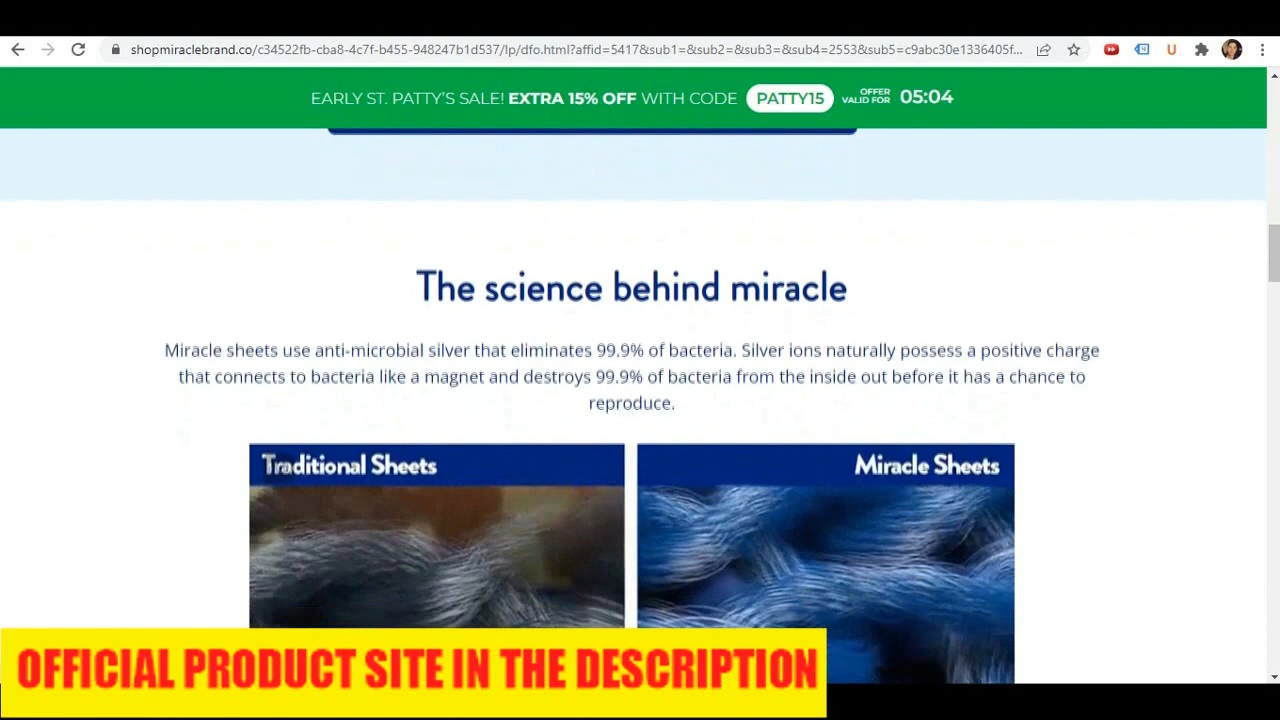 shopmiraclebrand.co/c34522fb-cba8-4c7f-b455-948247b1d537/lp/dfo.html?affid=5417&sub1=&sub2=&sub3=&sub4=2553&sub5=c9abc30e1336405f...
EARLY ST. PATTY'S SALE! EXTRA 15% OFF WITH CODE PATTY15 OFFER VALID FOR 05:04
The science behind miracle
Miracle sheets use anti-microbial silver that eliminates 99.9% of bacteria. Silver ions naturally possess a positive charge
that connects to bacteria like a magnet and destroys 99.9% of bacteria from the inside out before it has a chance to
reproduce.
Traditional Sheets
Miracle Sheets
OFFICIAL PRODUCT SITE IN THE DESCRIPTION